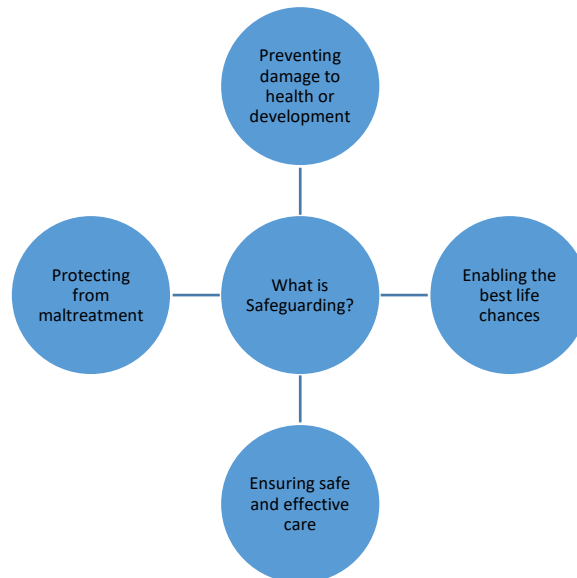 Preventing
damage to
health or
development
Protecting
from
maltreatment
What is
Safeguarding?
Enabling the
best life
chances
Ensuring safe
and effective
care